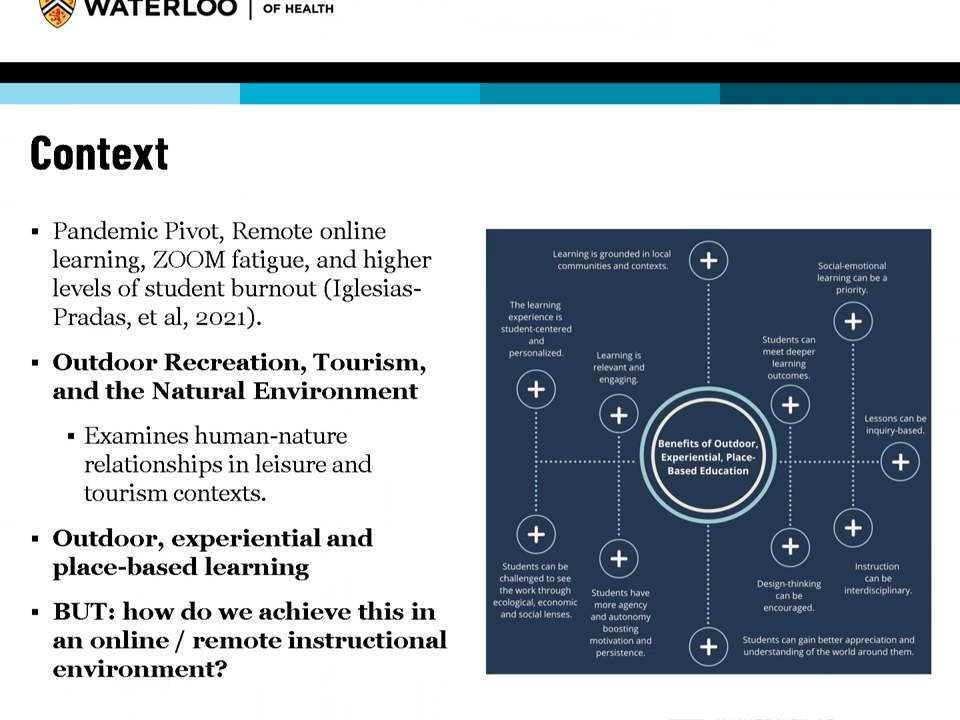 WATERLOO | OF HEALTH
Context
▪ Pandemic Pivot, Remote online
learning, ZOOM fatigue, and higher
levels of student burnout (Iglesias-
Pradas, et al, 2021).
▪ Outdoor Recreation, Tourism,
and the Natural Environment
▪ Examines human-nature
relationships in leisure and
tourism contexts.
▪ Outdoor, experiential and
place-based learning
▪ BUT: how do we achieve this in
an online / remote instructional
environment?
Learning is grounded in local
communities and contexts.
Social-emotional
learning can be a
priority.
The learning
experience is
student-centered
and
personalized.
Learning is
relevant and
engaging.
Students can
meet deeper
learning
outcomes.
Lessons can be
inquiry-based.
Benefits of Outdoor,
Experiential, Place-
Based Education
Students can be
challenged to see
the work through
ecological, economic
and social lenses.
Students have
more agency
and autonomy
boosting
motivation and
persistence.
Design-thinking
can be
encouraged.
Instruction
can be
interdisciplinary.
Students can gain better appreciation and
understanding of the world around them.